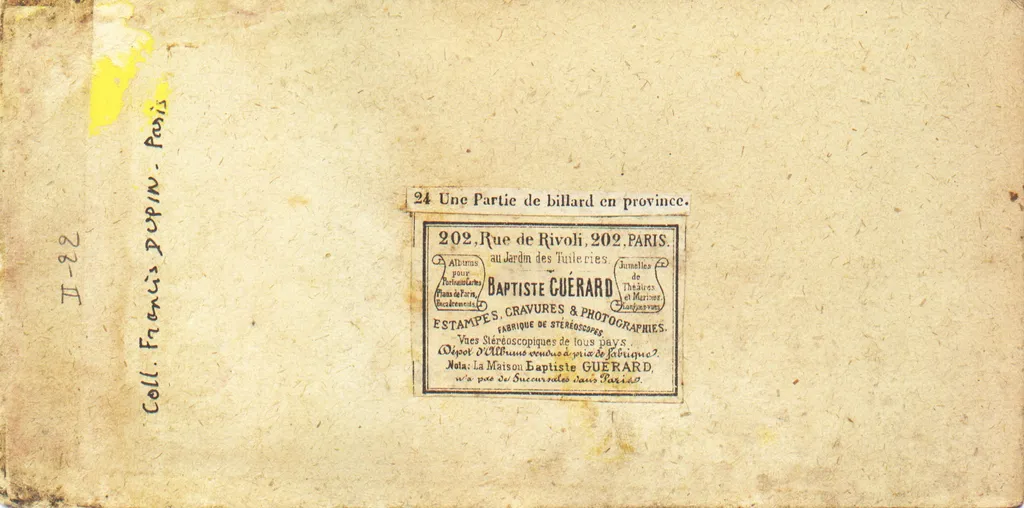 II-22
Coll. Francis DUPIN - Paris
24 Une Partie de billard en province.
202, Rue de Rivoli, 202, PARIS.
au Jardin des Tuileries
Albums
pour
Portraits Cartes
Plans de Paris,
Encadrements.
BAPTISTE GUÉRARD
Jumelles
de
Théâtres
et Marines
ESTAMPES, GRAVURES & PHOTOGRAPHIES.
FABRIQUE DE STÉRÉOSCOPES,
Vues Stéréoscopiques de tous pays.
Dépot d'Albums vendus à prix de fabrique.
Nota: La Maison Baptiste GUÉRARD,
n'a pas de Succursales dans Paris.